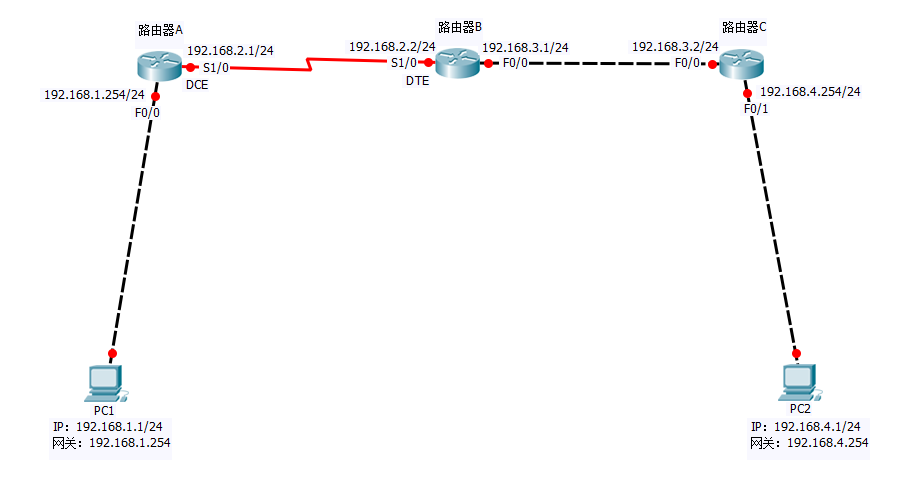 路由器A
路由器B
路由器C
192.168.2.1/24
192.168.2.2/24
192.168.3.1/24
192.168.3.2/24
S1/0
S1/0
F0/0
F0/0
DCE
DTE
192.168.1.254/24
192.168.4.254/24
F0/0
F0/1
PC1
IP：192.168.1.1/24
网关：192.168.1.254
PC2
IP：192.168.4.1/24
网关：192.168.4.254